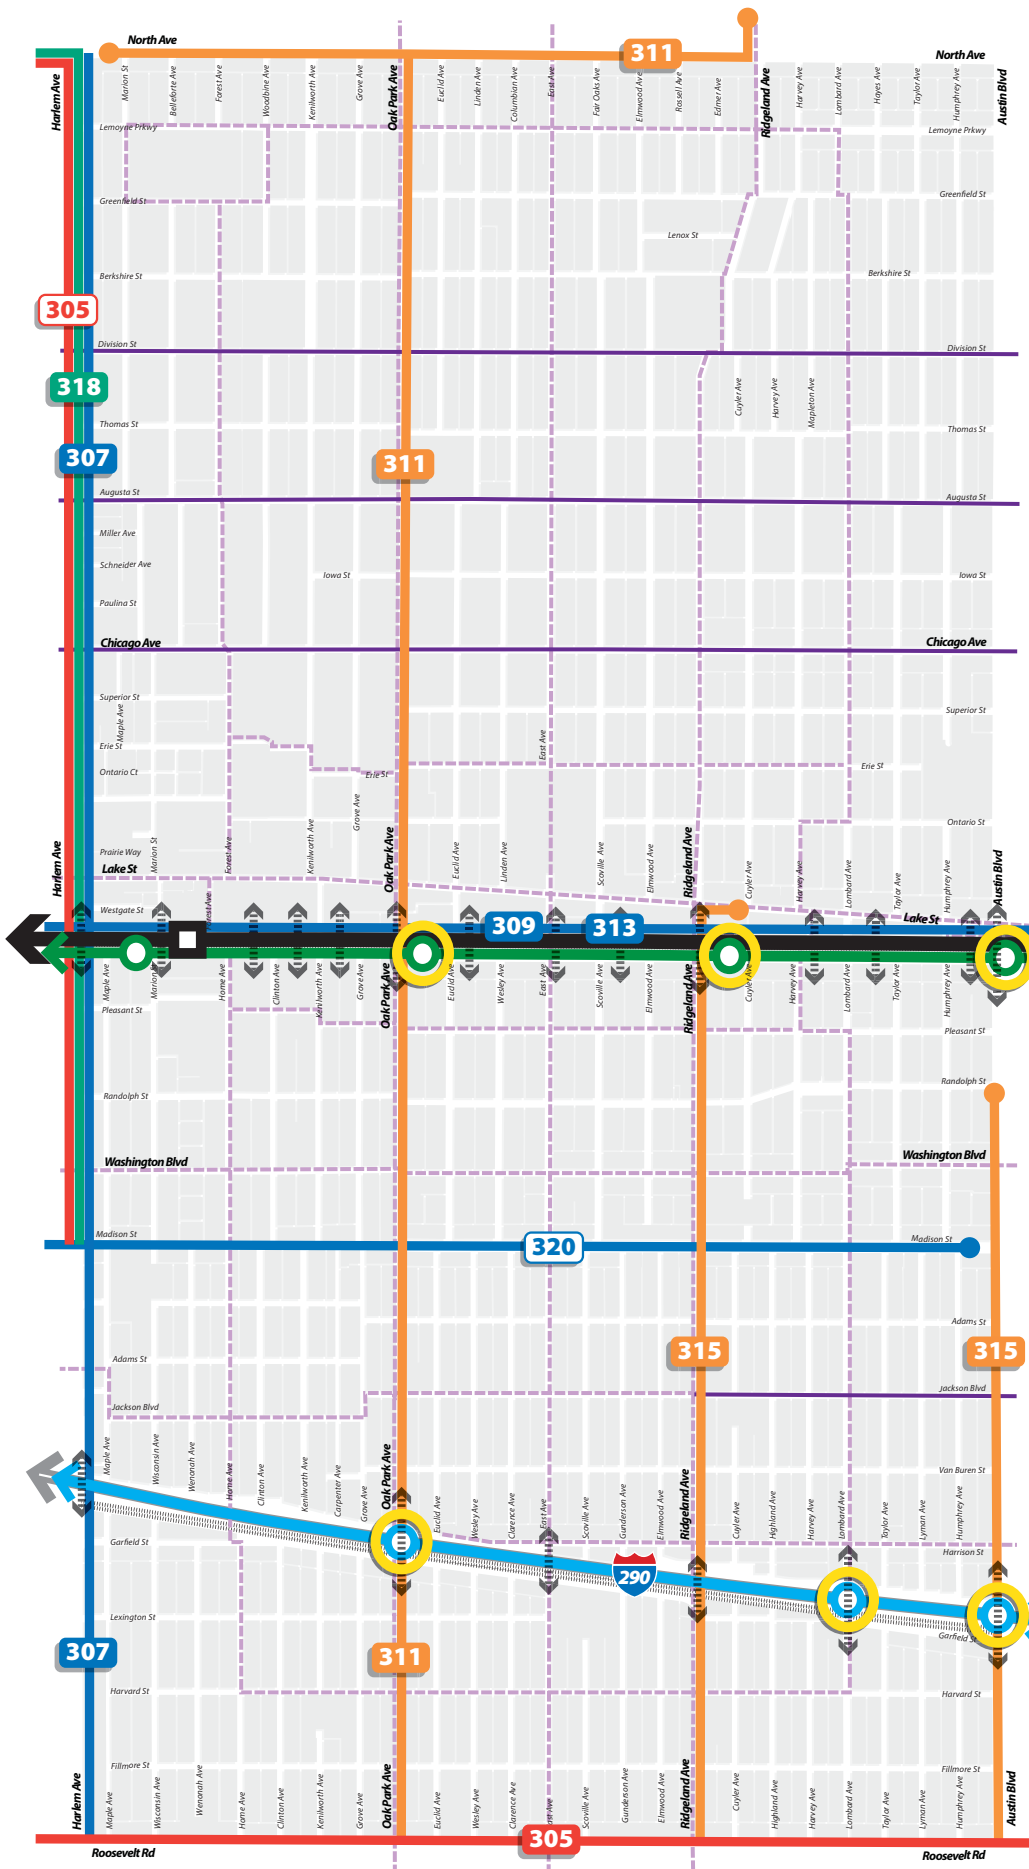 North Ave
311
North Ave
Harlem Ave
Marion St
Belleforte Ave
Forest Ave
Woodbine Ave
Kenilworth Ave
Grove Ave
Oak Park Ave
Euclid Ave
Linden Ave
Columbian Ave
East Ave
Fair Oaks Ave
Elmwood Ave
Rossell Ave
Edmer Ave
Ridgeland Ave
Harvey Ave
Lombard Ave
Hayes Ave
Taylor Ave
Humphrey Ave
Austin Blvd
Lemoyne Prkwy
Lemoyne Prkwy
Greenfield St
Greenfield St
Lenox St
Berkshire St
Berkshire St
305
Division St
Division St
318
Cuyler Ave
Harvey Ave
Mapleton Ave
Thomas St
Thomas St
307
311
Augusta St
Augusta St
Miller Ave
Schneider Ave
Iowa St
Iowa St
Paulina St
Chicago Ave
Chicago Ave
Superior St
Superior St
Maple Ave
Erie St
East Ave
Ontario Ct
Erie St
Erie St
Grove Ave
Ontario St
Harlem Ave
Prairie Way
Marion St
Forest Ave
Kenilworth Ave
Oak Park Ave
Euclid Ave
Linden Ave
Scoville Ave
Elmwood Ave
Ridgeland Ave
Cuyler Ave
Harvey Ave
Lombard Ave
Taylor Ave
Humphrey Ave
Austin Blvd
Lake St
Westgate St
Lake St
309
313
Maple Ave
Marion St
Home Ave
Clinton Ave
Kenilworth Ave
Grove Ave
Oak Park Ave
Euclid Ave
Wesley Ave
East Ave
Scoville Ave
Elmwood Ave
Ridgeland Ave
Cuyler Ave
Harvey Ave
Lombard Ave
Taylor Ave
Humphrey Ave
Pleasant St
Pleasant St
Randolph St
Randolph St
Washington Blvd
Washington Blvd
Madison St
320
Madison St
Adams St
315
315
Adams St
Jackson Blvd
Jackson Blvd
Maple Ave
Wisconsin Ave
Wenonah Ave
Home Ave
Clinton Ave
Kenilworth Ave
Carpenter Ave
Grove Ave
Oak Park Ave
Euclid Ave
Wesley Ave
Clarence Ave
East Ave
Scoville Ave
Gunderson Ave
Elmwood Ave
Ridgeland Ave
Cuyler Ave
Highland Ave
Harvey Ave
Lombard Ave
Taylor Ave
Lyman Ave
Humphrey Ave
Van Buren St
Garfield St
Harrison St
290
Lexington St
Garfield St
307
311
Harvard St
Harvard St
Fillmore St
Fillmore St
Harlem Ave
Maple Ave
Wisconsin Ave
Wenonah Ave
Home Ave
Clinton Ave
Kenilworth Ave
Grove Ave
Oak Park Ave
Euclid Ave
Wesley Ave
Clarence Ave
East Ave
Scoville Ave
Gunderson Ave
Elmwood Ave
Ridgeland Ave
Cuyler Ave
Highland Ave
Harvey Ave
Lombard Ave
Taylor Ave
Lyman Ave
Humphrey Ave
Austin Blvd
305
Roosevelt Rd
Roosevelt Rd